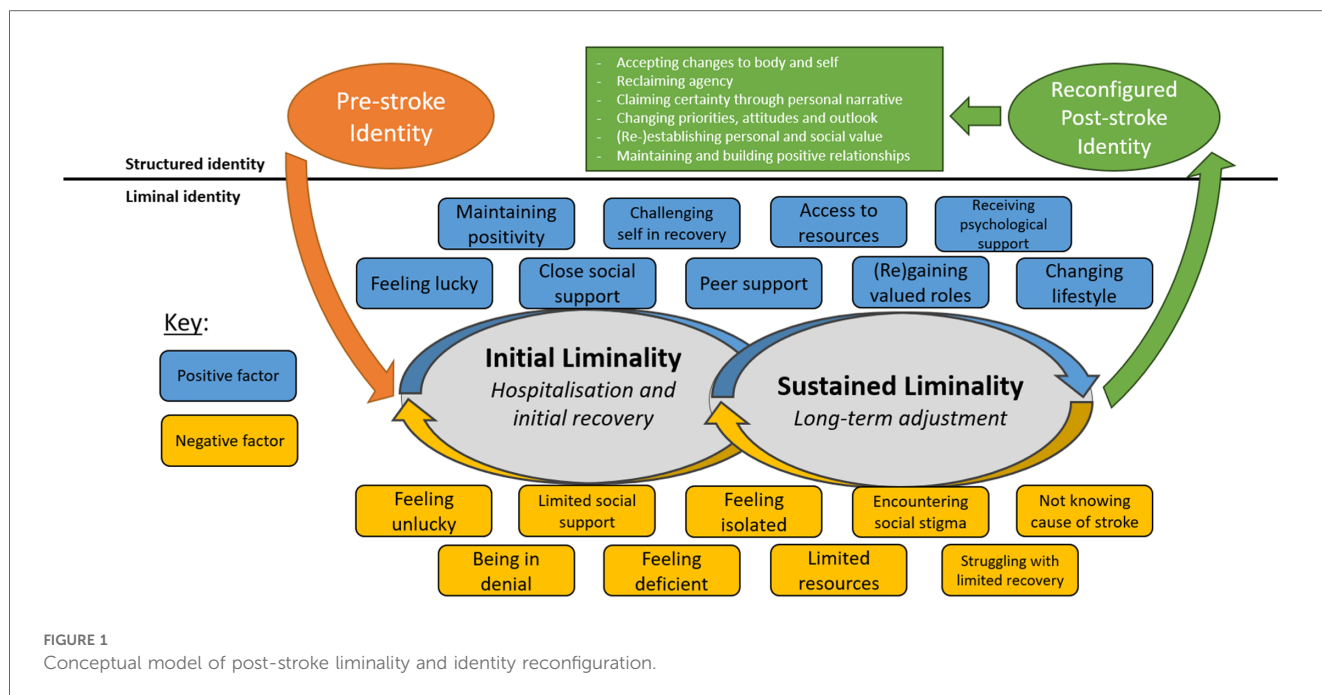 Pre-stroke
Identity
- Accepting changes to body and self
- Reclaiming agency
- Claiming certainty through personal narrative
- Changing priorities, attitudes and outlook
- (Re-)establishing personal and social value
- Maintaining and building positive relationships
Reconfigured
Post-stroke
Identity
Structured identity
Liminal identity
Maintaining
positivity
Challenging
self in recovery
Access to
resources
Receiving
psychological
support
Feeling lucky
Close social
support
Peer support
(Re)gaining
valued roles
Changing
lifestyle
Key:
Positive factor
Negative factor
Initial Liminality
Hospitalisation and
initial recovery
Sustained Liminality
Long-term adjustment
Feeling
unlucky
Limited social
support
Feeling
isolated
Encountering
social stigma
Not knowing
cause of stroke
Being in
denial
Feeling
deficient
Limited
resources
Struggling with
limited recovery
FIGURE 1
Conceptual model of post-stroke liminality and identity reconfiguration.